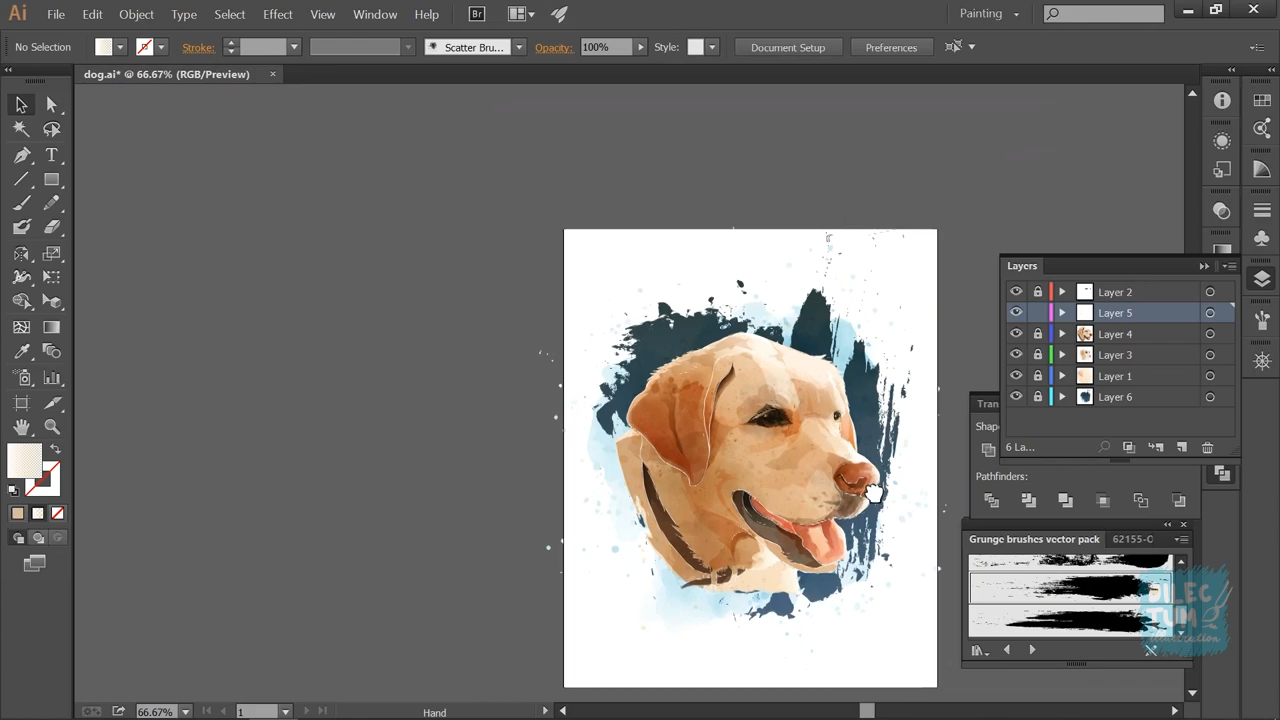 Ai File Edit Object Type Select Effect View Window Help Br Painting
No Selection Stroke: Scatter Bru... Opacity: 100% Style: Document Setup Preferences
dog.ai* @ 66.67% (RGB/Preview) ×
Layers
Layer 2
Layer 5
Layer 4
Layer 3
Layer 1
Layer 6
6 La...
Tran
Shap
Pathfinders:
Grunge brushes vector pack 62155-O
DILEC
TUM
66.67% 1 Hand